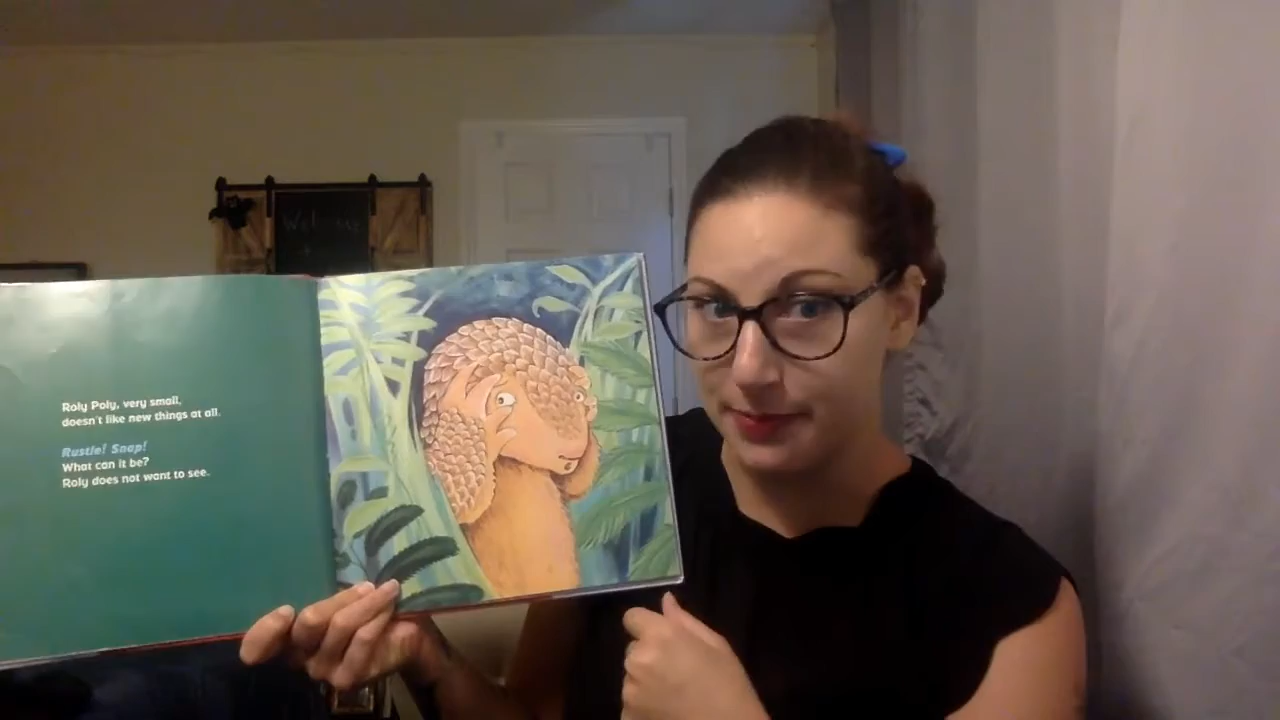 Welcome
Roly Poly, very small,
doesn't like new things at all.
Rustle! Snap!
What can it be?
Roly does not want to see.